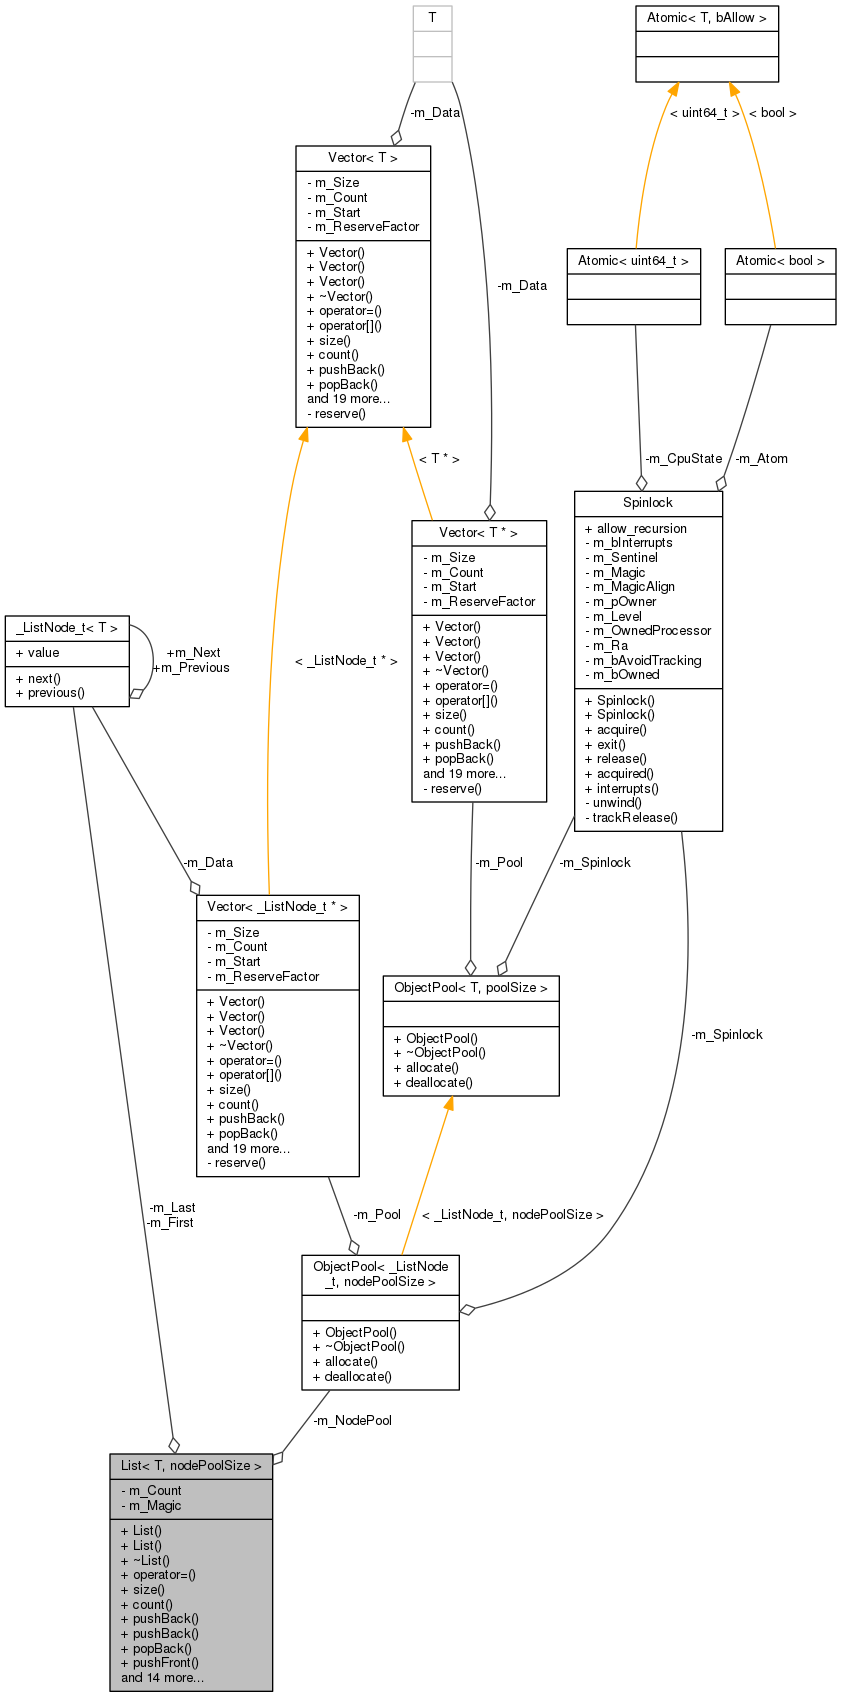 T
Atomic< T, bAllow >
-m_Data
< uint64_t >
< bool >
Vector< T >
- m_Size
- m_Count
- m_Start
- m_ReserveFactor
+ Vector()
+ Vector()
+ Vector()
+ ~Vector()
+ operator=()
+ operator[]()
+ size()
+ count()
+ pushBack()
+ popBack()
and 19 more...
- reserve()
Atomic< uint64_t >
Atomic< bool >
-m_Data
< T * >
-m_CpuState
-m_Atom
Spinlock
+ allow_recursion
- m_bInterrupts
- m_Sentinel
- m_Magic
- m_MagicAlign
- m_pOwner
- m_Level
- m_OwnedProcessor
- m_Ra
- m_bAvoidTracking
- m_bOwned
+ Spinlock()
+ Spinlock()
+ acquire()
+ exit()
+ release()
+ acquired()
+ interrupts()
- unwind()
- trackRelease()
Vector< T * >
- m_Size
- m_Count
- m_Start
- m_ReserveFactor
+ Vector()
+ Vector()
+ Vector()
+ ~Vector()
+ operator=()
+ operator[]()
+ size()
+ count()
+ pushBack()
+ popBack()
and 19 more...
- reserve()
_ListNode_t< T >
+ value
+ next()
+ previous()
+m_Next
+m_Previous
< _ListNode_t * >
-m_Data
-m_Pool
-m_Spinlock
Vector< _ListNode_t * >
- m_Size
- m_Count
- m_Start
- m_ReserveFactor
+ Vector()
+ Vector()
+ Vector()
+ ~Vector()
+ operator=()
+ operator[]()
+ size()
+ count()
+ pushBack()
+ popBack()
and 19 more...
- reserve()
ObjectPool< T, poolSize >
+ ObjectPool()
+ ~ObjectPool()
+ allocate()
+ deallocate()
-m_Spinlock
-m_Last
-m_First
-m_Pool
< _ListNode_t, nodePoolSize >
ObjectPool< _ListNode
_t, nodePoolSize >
+ ObjectPool()
+ ~ObjectPool()
+ allocate()
+ deallocate()
-m_NodePool
List< T, nodePoolSize >
- m_Count
- m_Magic
+ List()
+ List()
+ ~List()
+ operator=()
+ size()
+ count()
+ pushBack()
+ pushBack()
+ popBack()
+ pushFront()
and 14 more...